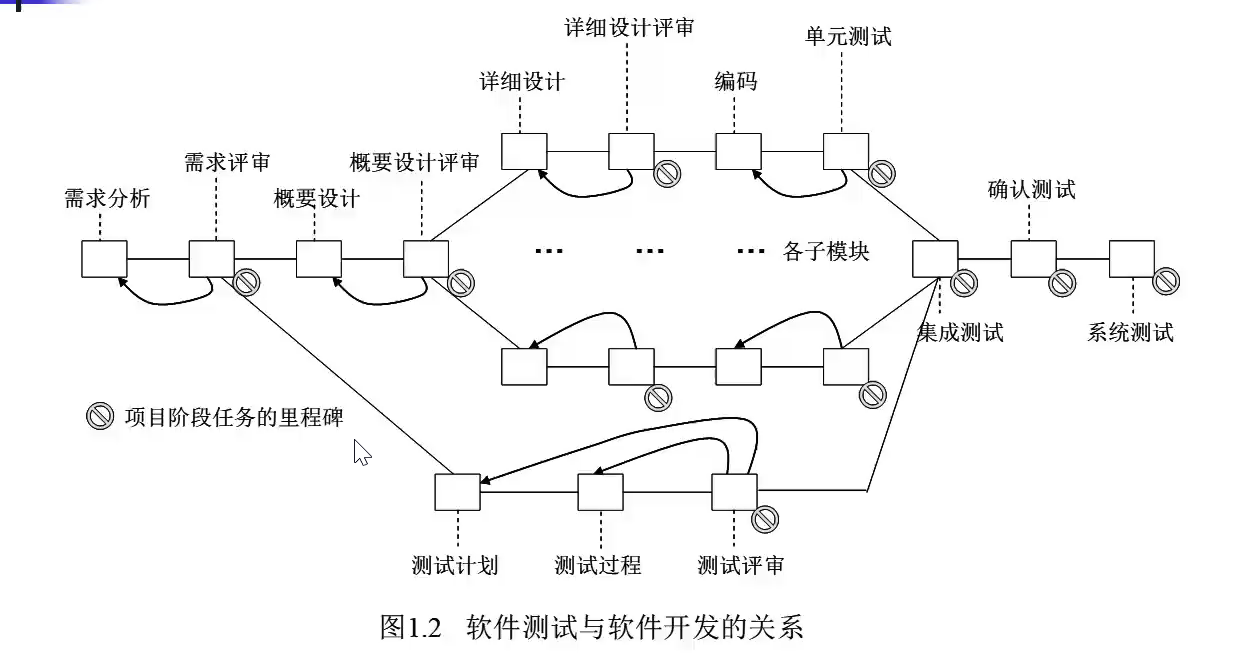 详细设计评审
单元测试
详细设计
编码
需求评审
概要设计评审
需求分析
概要设计
确认测试
… … … 各子模块
集成测试
系统测试
项目阶段任务的里程碑
测试计划
测试过程
测试评审
图1.2 软件测试与软件开发的关系